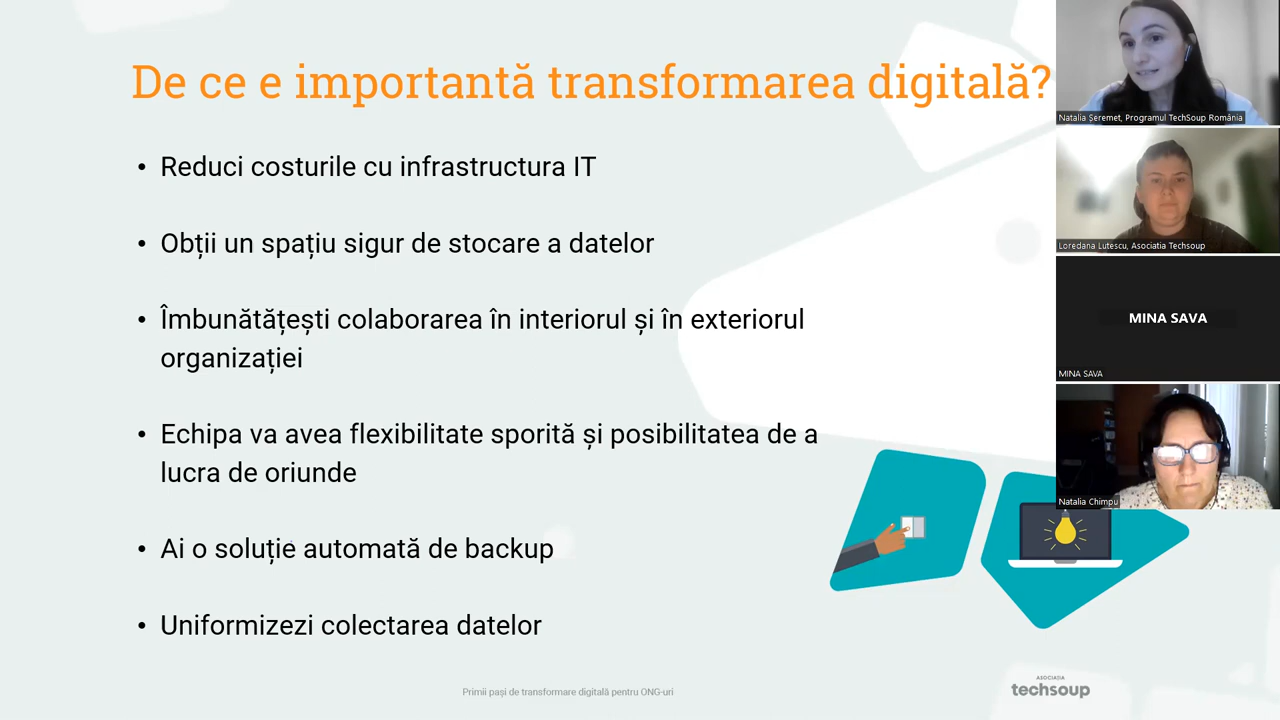 De ce e importantă transformarea digitală?
• Reduci costurile cu infrastructura IT
• Obții un spațiu sigur de stocare a datelor
• Îmbunătățești colaborarea în interiorul și în exteriorul
organizației
• Echipa va avea flexibilitate sporită și posibilitatea de a
lucra de oriunde
• Ai o soluție automată de backup
• Uniformizezi colectarea datelor
Primii pași de transformare digitală pentru ONG-uri
ASOCIAȚIA
techsoup
Natalia Șeremet, Programul TechSoup România
Loredana Lutescu, Asociatia Techsoup
MINA SAVA
MINA SAVA
Natalia Chimpu